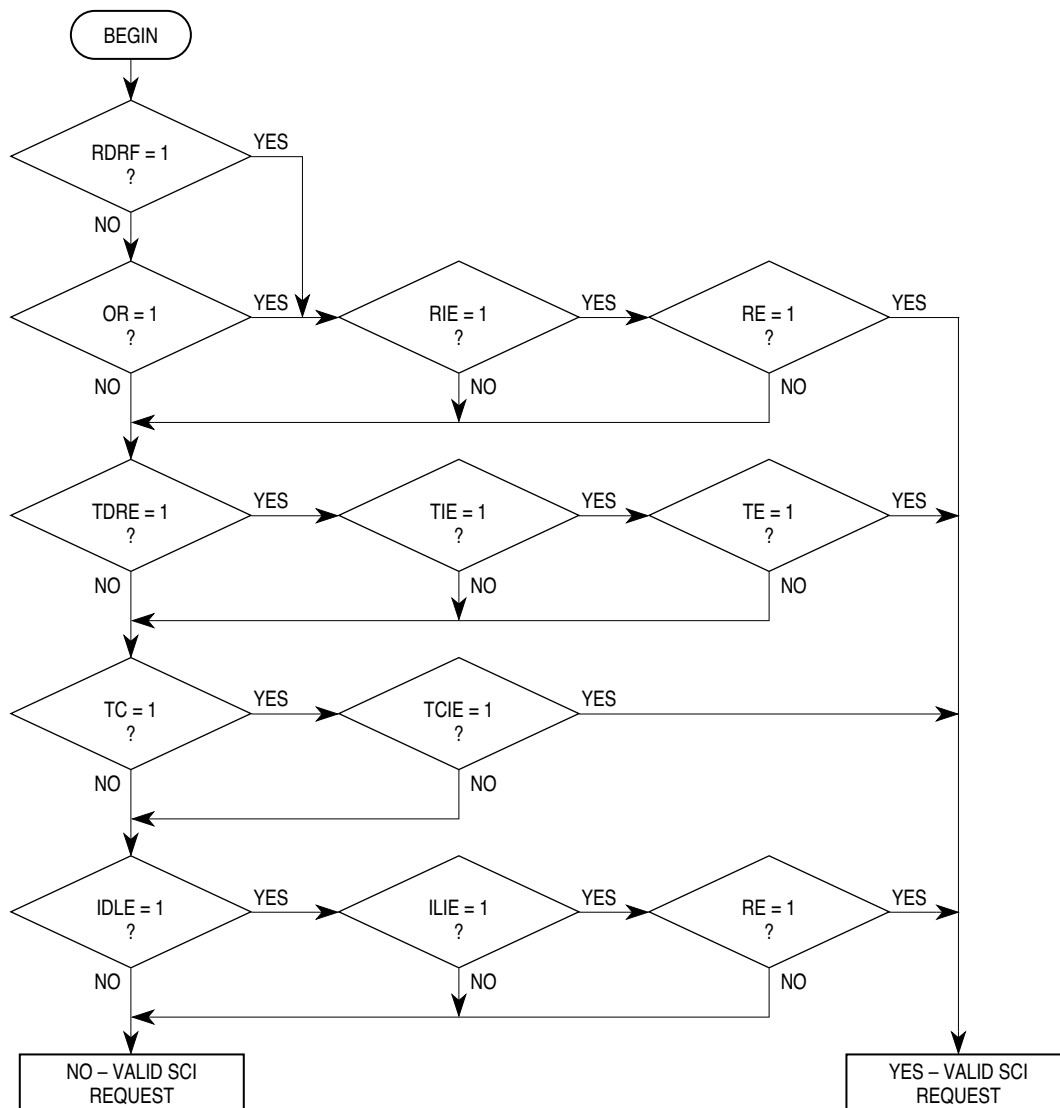 BEGIN
RDRF = 1
?
YES
NO
OR = 1
?
YES
NO
RIE = 1
?
YES
NO
RE = 1
?
YES
NO
TDRE = 1
?
YES
NO
TIE = 1
?
YES
NO
TE = 1
?
YES
NO
TC = 1
?
YES
NO
TCIE = 1
?
YES
NO
IDLE = 1
?
YES
NO
ILIE = 1
?
YES
NO
RE = 1
?
YES
NO
NO – VALID SCI
REQUEST
YES – VALID SCI
REQUEST